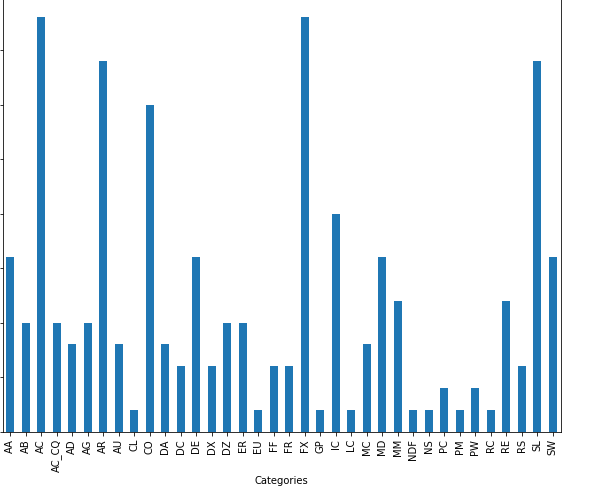 AA AB AC AC_CQ AD AG AR AU CL CO DA DC DE DX DZ ER EU FF FR FX GP IC LC MC MD MM NDF NS PC PM PW RC RE RS SL SW
Categories